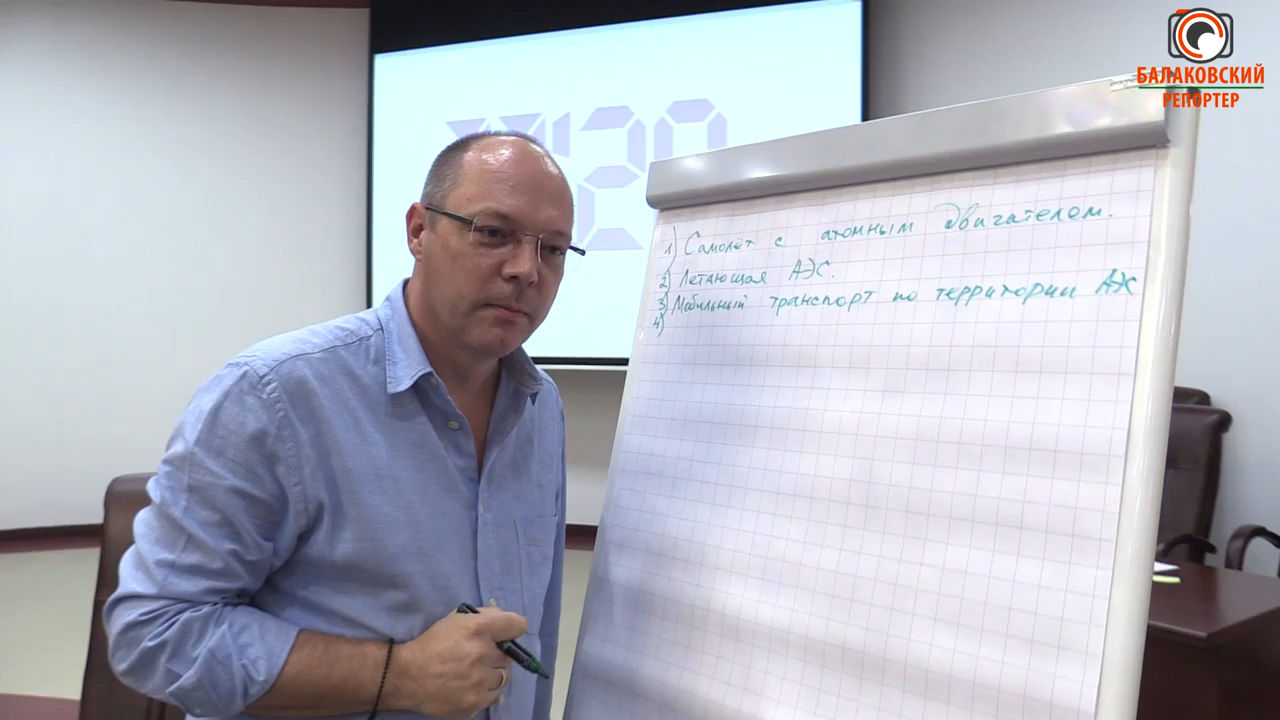 БАЛАКОВСКИЙ
РЕПОРТЕР
1) Самолёт с атомным двигателем.
2) Летающая АЭС.
3) Мобильный транспорт по территории АЭС
4)